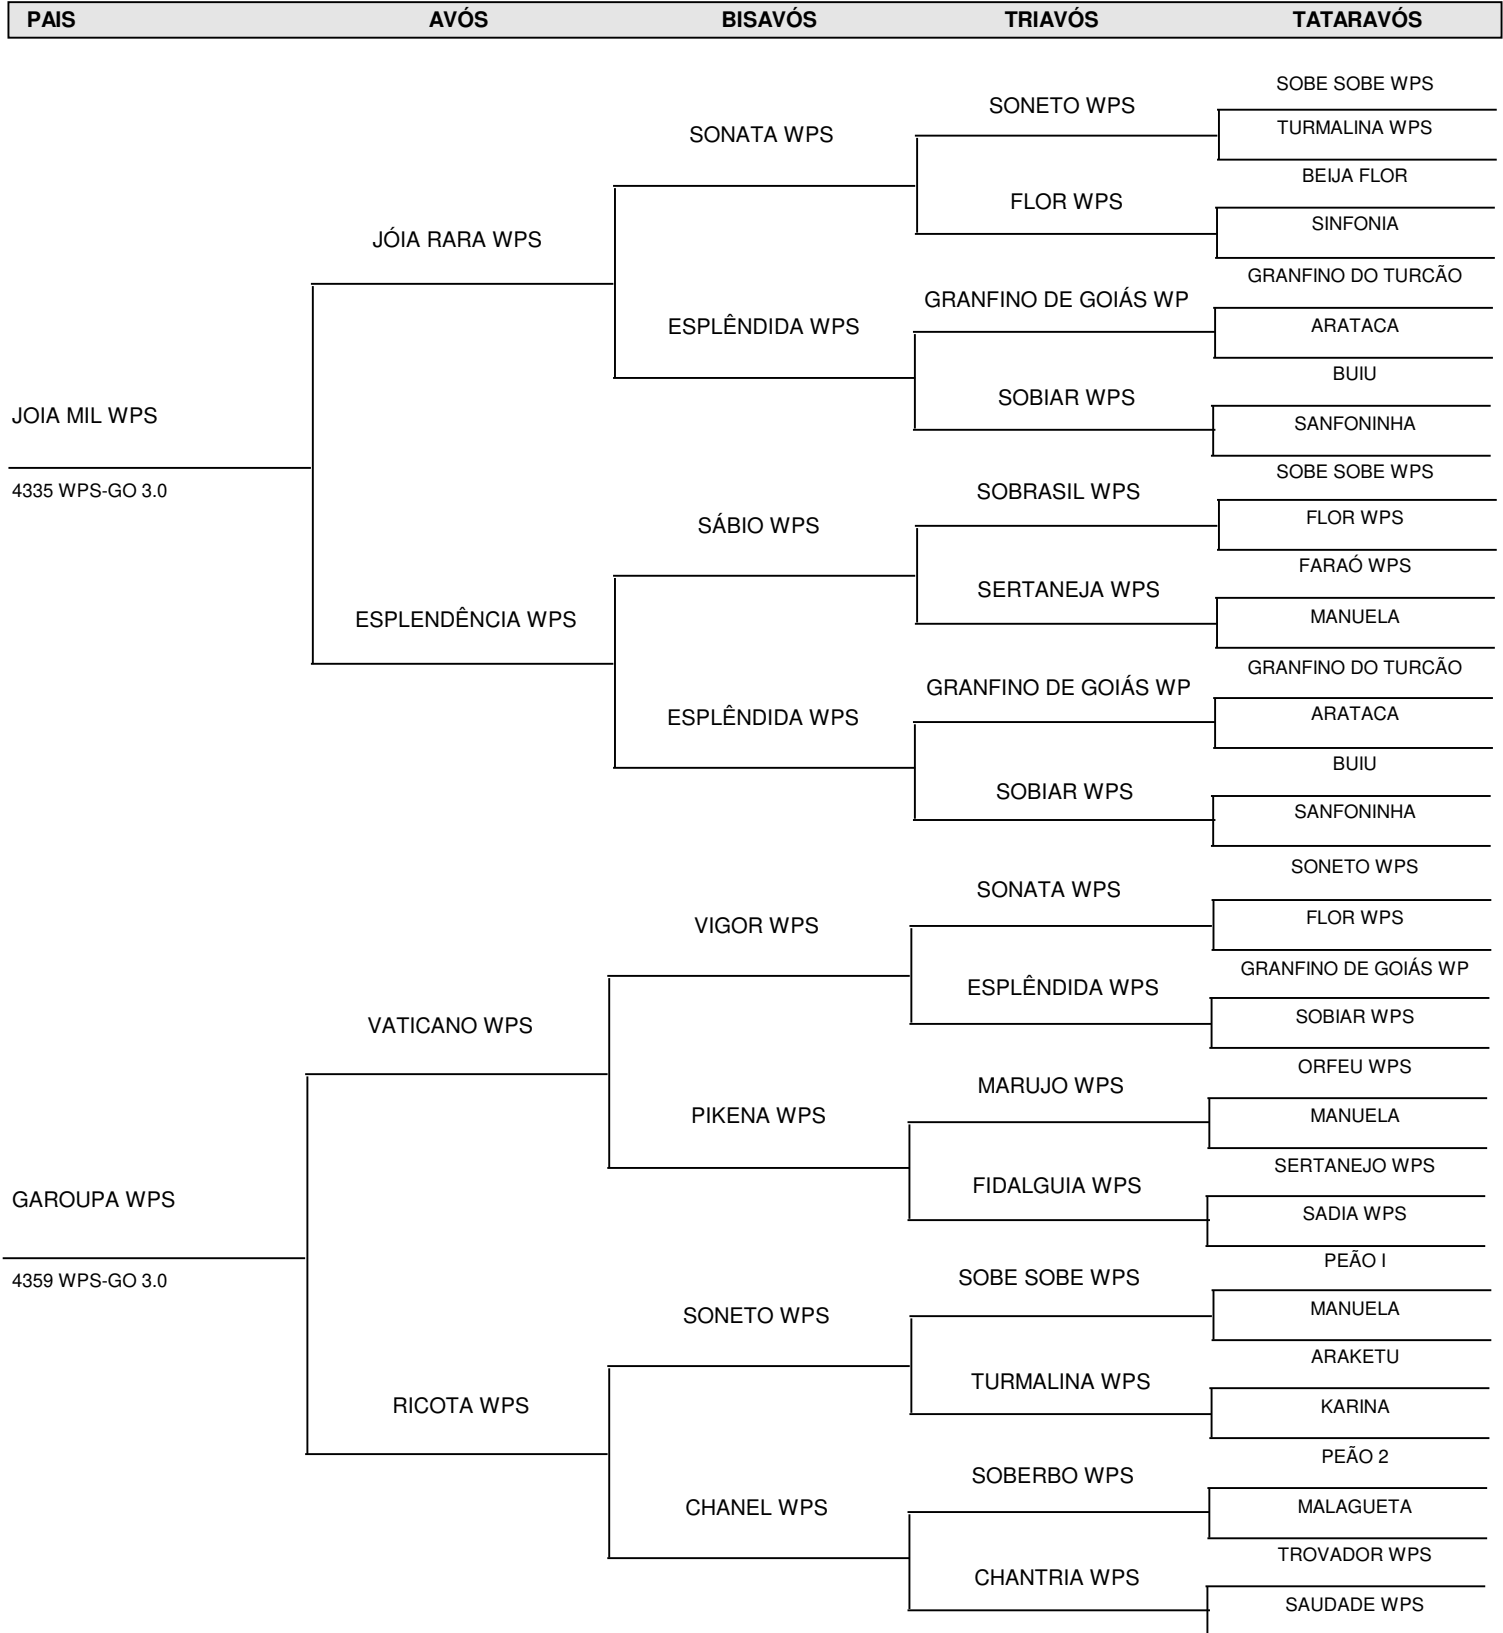 PAIS AVÓS BISAVÓS TRIAVÓS TATARAVÓS
SOBE SOBE WPS
SONETO WPS
TURMALINA WPS
SONATA WPS
BEIJA FLOR
FLOR WPS
SINFONIA
JÓIA RARA WPS
GRANFINO DO TURCÃO
GRANFINO DE GOIÁS WP
ESPLÊNDIDA WPS
ARATACA
BUIU
SOBIAR WPS
JOIA MIL WPS
SANFONINHA
SOBE SOBE WPS
4335 WPS-GO 3.0
SOBRASIL WPS
FLOR WPS
SÁBIO WPS
FARAÓ WPS
SERTANEJA WPS
MANUELA
ESPLENDÊNCIA WPS
GRANFINO DO TURCÃO
GRANFINO DE GOIÁS WP
ARATACA
ESPLÊNDIDA WPS
BUIU
SOBIAR WPS
SANFONINHA
SONETO WPS
SONATA WPS
FLOR WPS
VIGOR WPS
GRANFINO DE GOIÁS WP
ESPLÊNDIDA WPS
SOBIAR WPS
VATICANO WPS
ORFEU WPS
MARUJO WPS
PIKENA WPS
MANUELA
SERTANEJO WPS
FIDALGUIA WPS
GAROUPA WPS
SADIA WPS
PEÃO I
4359 WPS-GO 3.0
SOBE SOBE WPS
MANUELA
SONETO WPS
ARAKETU
TURMALINA WPS
RICOTA WPS
KARINA
PEÃO 2
SOBERBO WPS
CHANEL WPS
MALAGUETA
TROVADOR WPS
CHANTRIA WPS
SAUDADE WPS